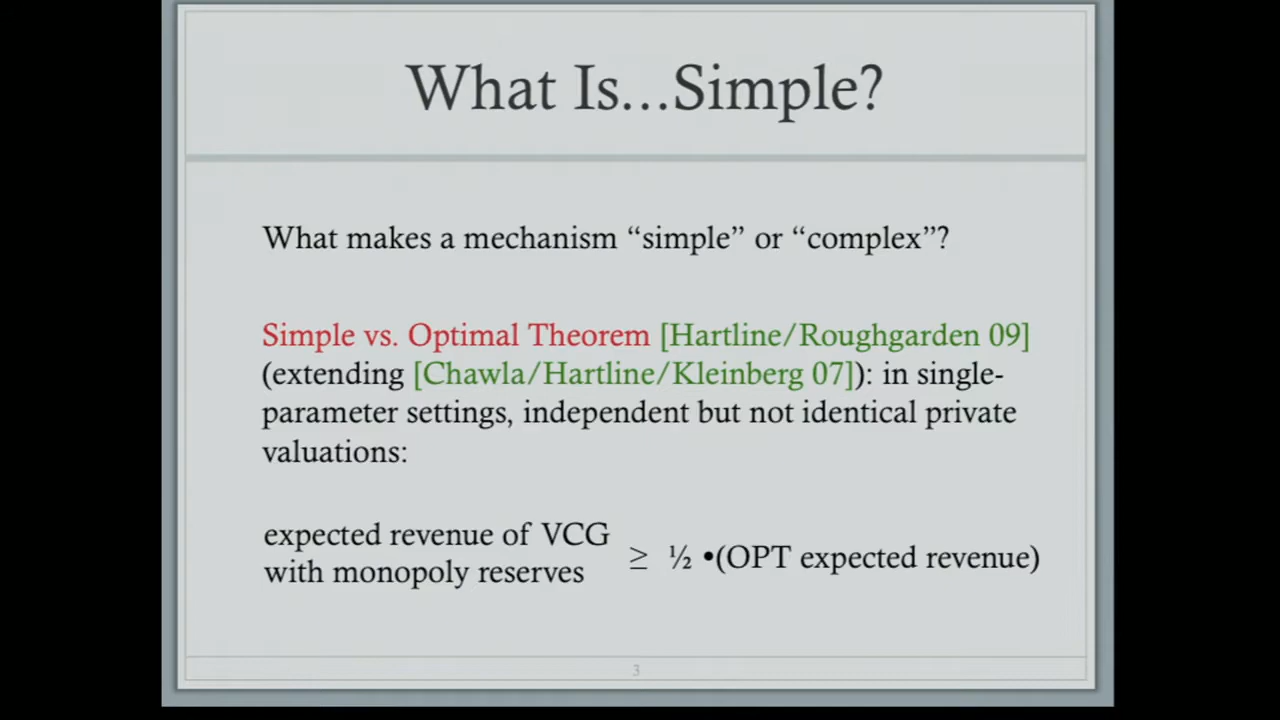 What Is...Simple?
What makes a mechanism “simple” or “complex”?
Simple vs. Optimal Theorem [Hartline/Roughgarden 09]
(extending [Chawla/Hartline/Kleinberg 07]): in single-
parameter settings, independent but not identical private
valuations:
expected revenue of VCG
with monopoly reserves
≥ ½ •(OPT expected revenue)
3